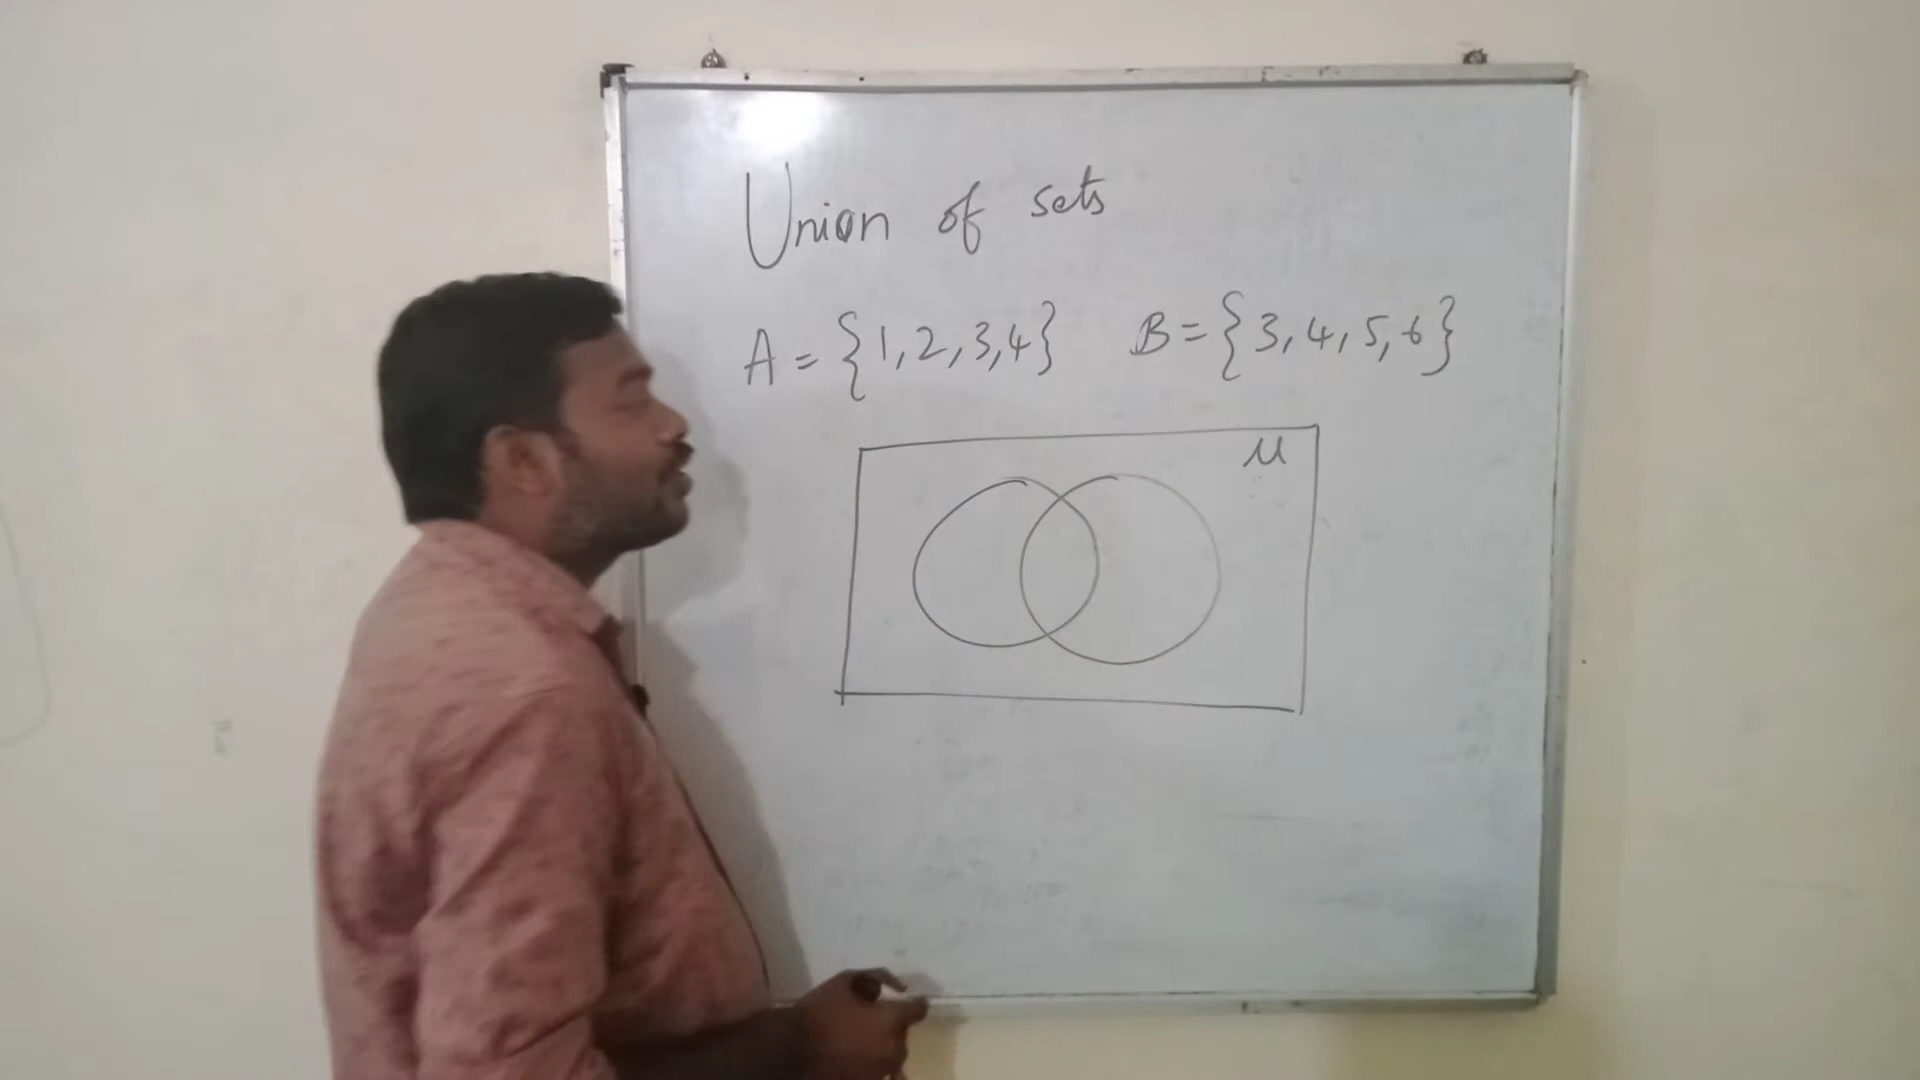 Union of sets
A = {1,2,3,4} B = {3,4,5,6}
μ